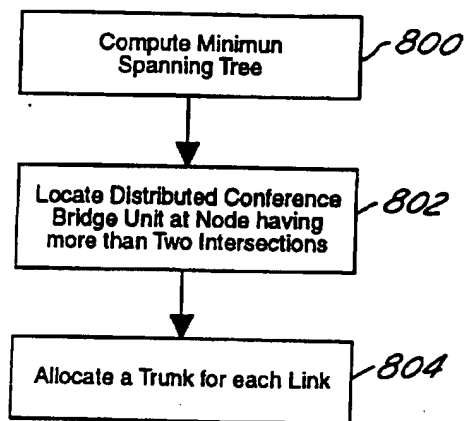 Compute Minimun
Spanning Tree
800
Locate Distributed Conference
Bridge Unit at Node having
more than Two Intersections
802
Allocate a Trunk for each Link
804